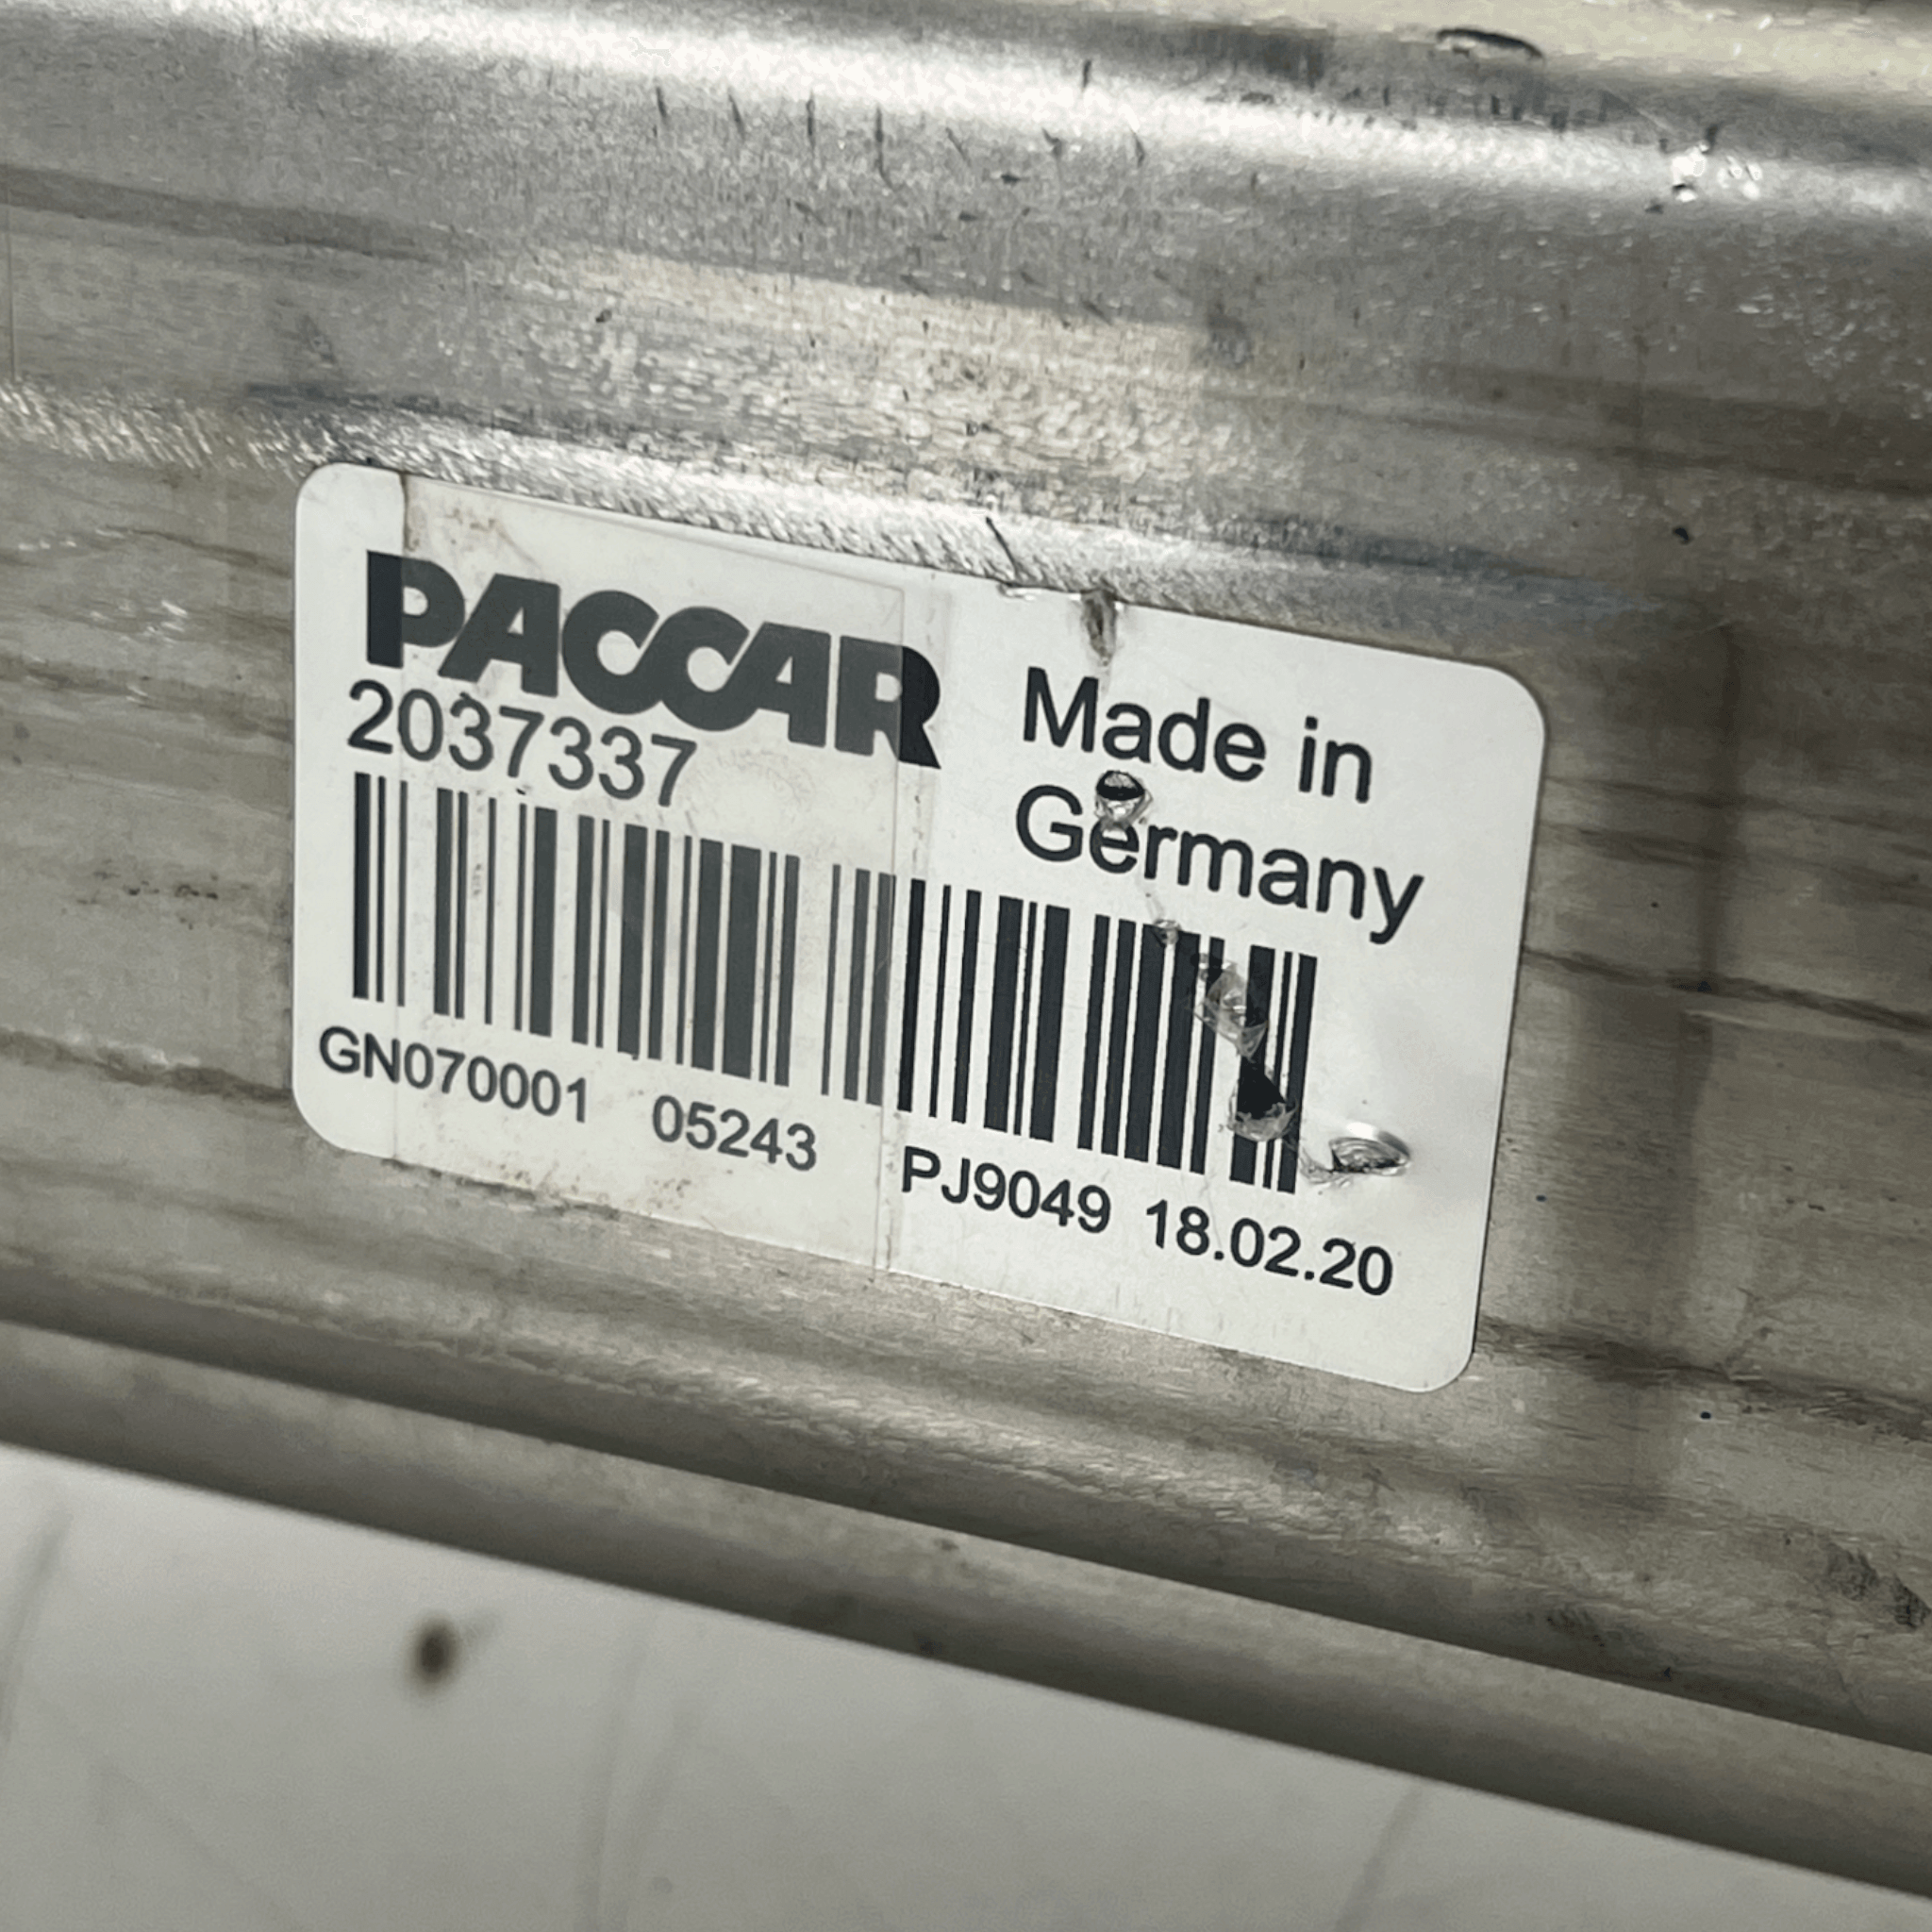 PACCAR
2037337
Made in
Germany
GN070001 05243 PJ9049 18.02.20